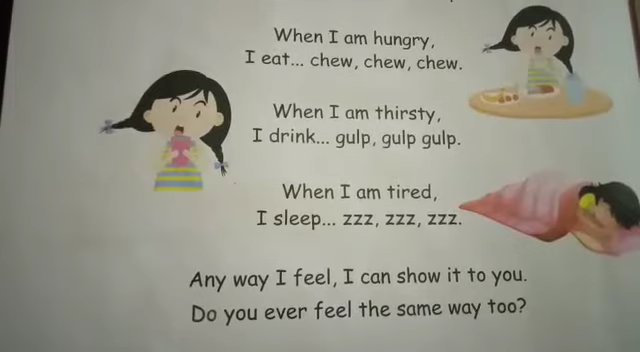 When I am hungry,
I eat... chew, chew, chew.
When I am thirsty,
I drink... gulp, gulp gulp.
When I am tired,
I sleep... zzz, zzz, zzz.
Any way I feel, I can show it to you.
Do you ever feel the same way too?